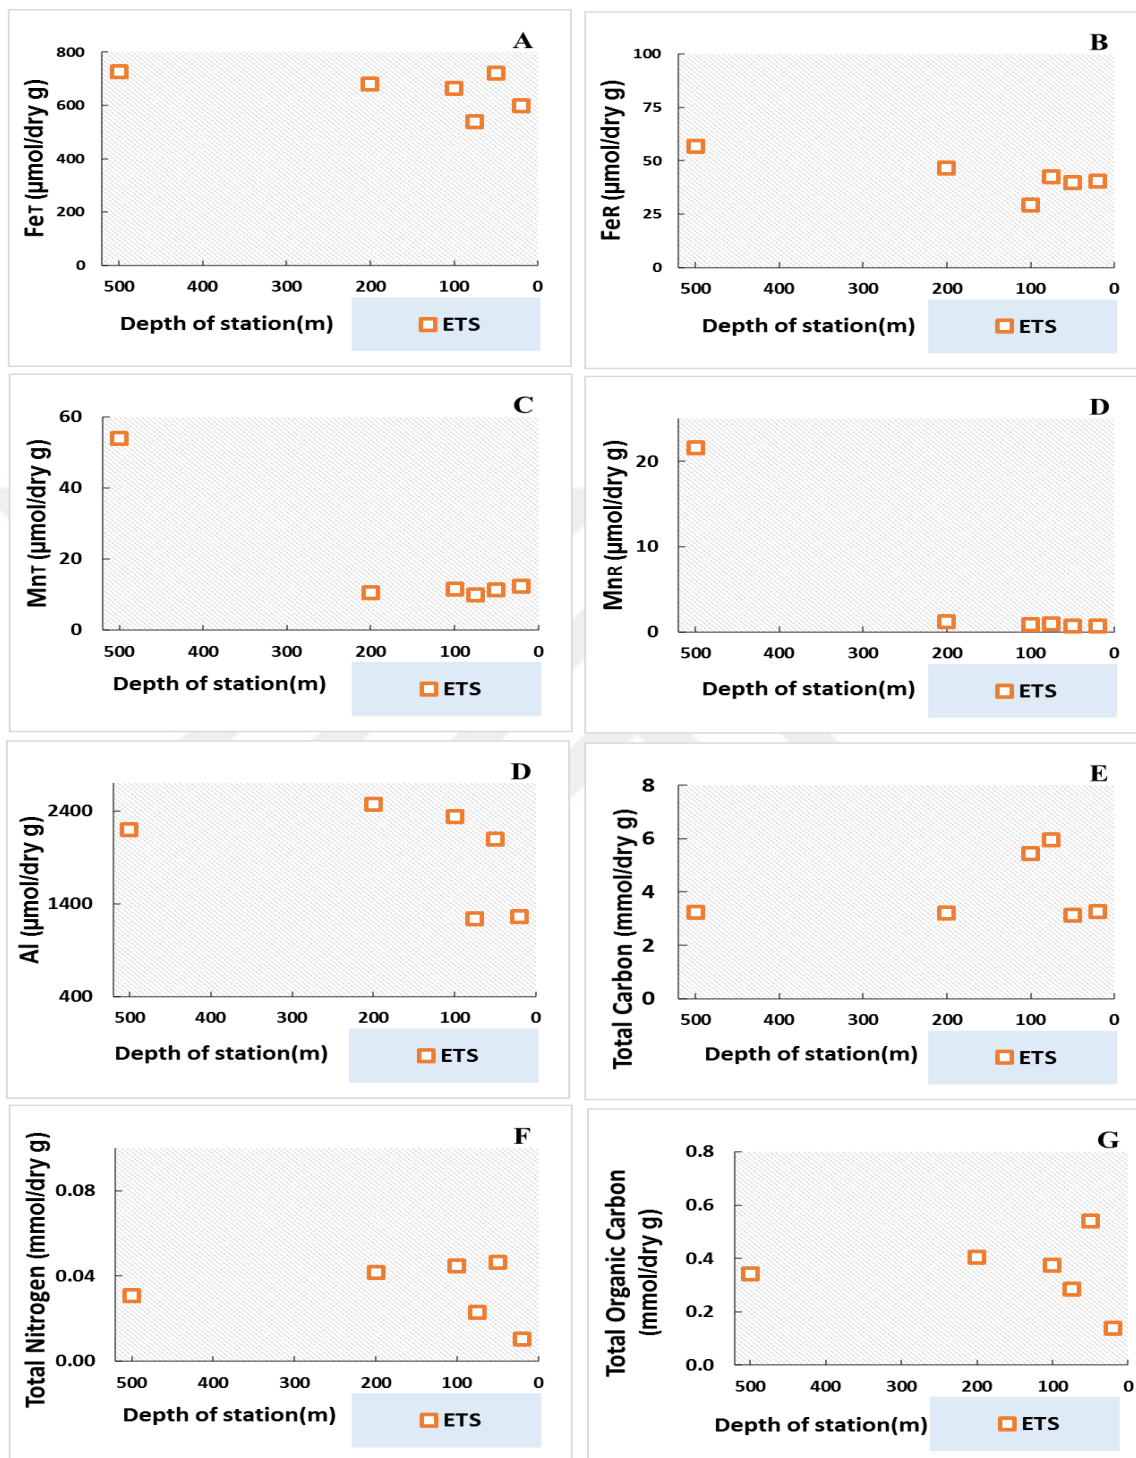 A
FeT (µmol/dry g)
800
600
400
200
0
500 400 300 200 100 0
Depth of station(m)
ETS
B
FeR (µmol/dry g)
100
75
50
25
0
500 400 300 200 100 0
Depth of station(m)
ETS
C
MnT (µmol/dry g)
60
40
20
0
500 400 300 200 100 0
Depth of station(m)
ETS
D
MnR (µmol/dry g)
20
10
0
500 400 300 200 100 0
Depth of station(m)
ETS
D
Al (µmol/dry g)
2400
1400
400
500 400 300 200 100 0
Depth of station(m)
ETS
E
Total Carbon (mmol/dry g)
8
6
4
2
0
500 400 300 200 100 0
Depth of station(m)
ETS
F
Total Nitrogen (mmol/dry g)
0.08
0.04
0.00
500 400 300 200 100 0
Depth of station(m)
ETS
G
Total Organic Carbon
(mmol/dry g)
0.8
0.6
0.4
0.2
0.0
500 400 300 200 100 0
Depth of station(m)
ETS